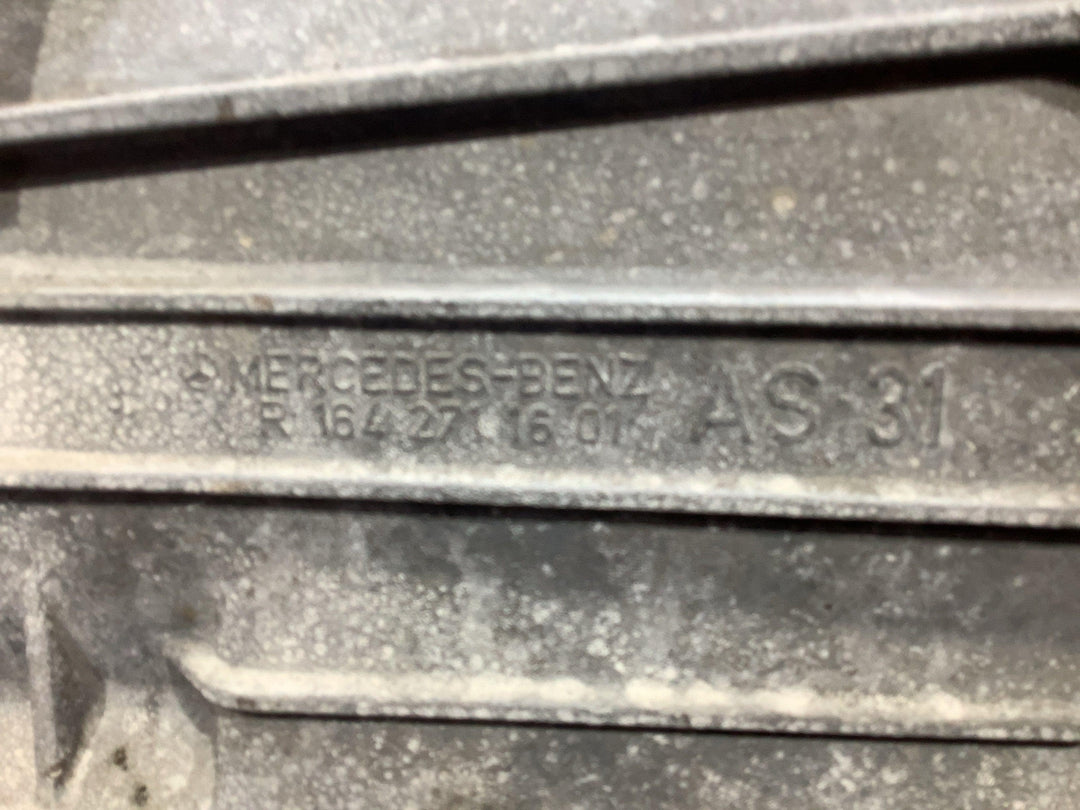 MERCEDES-BENZ
R 164 271 16 01
AS 31